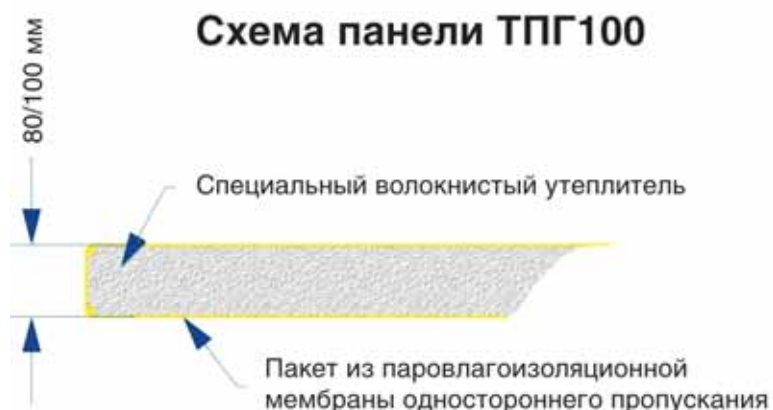 Схема панели ТПГ100
80/100 мм
Специальный волокнистый утеплитель
Пакет из паровлагоизоляционной
мембраны одностороннего пропускания